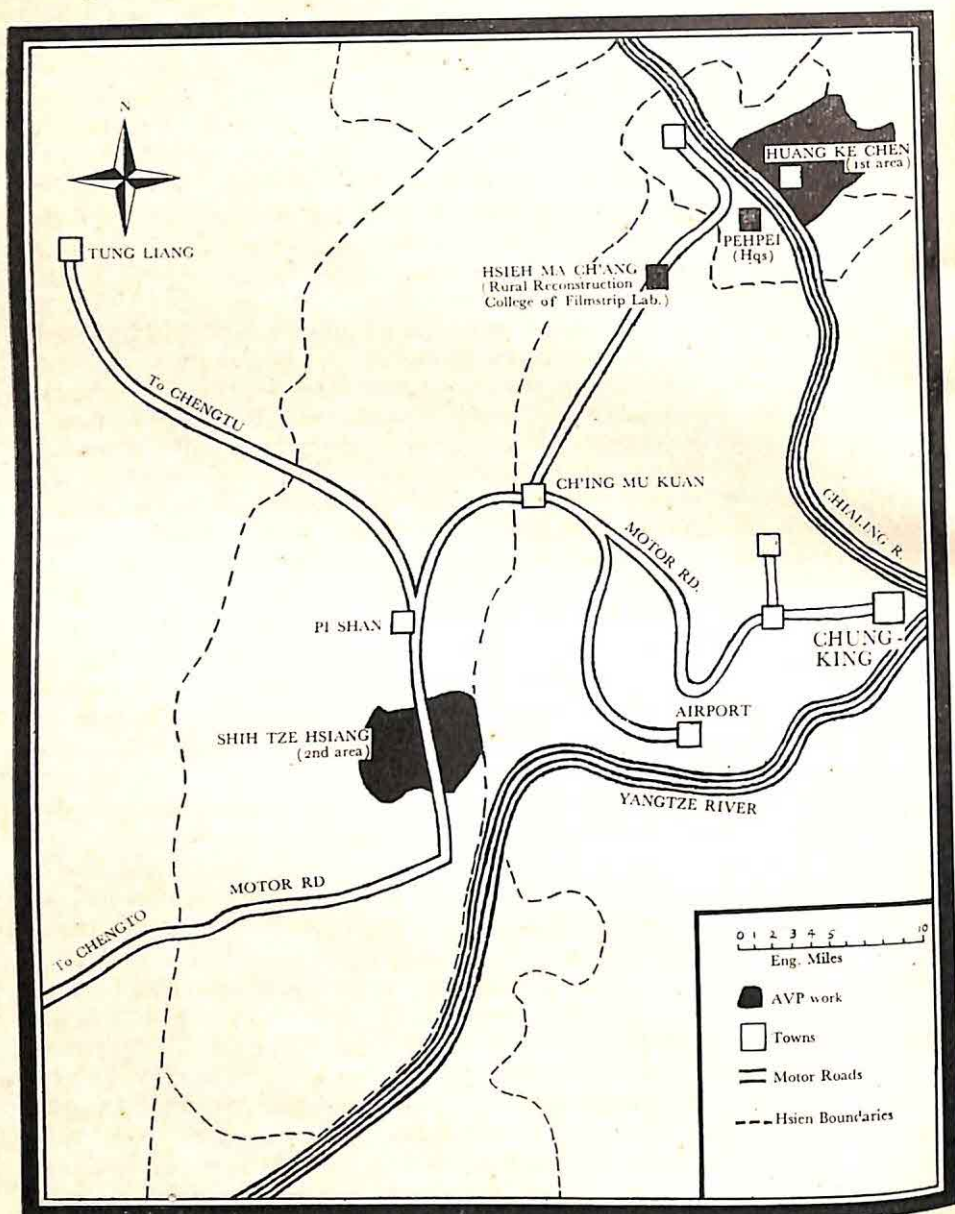 N
TUNG LIANG
HUANG KE CHEN
(1st area)
PEHPEI
(Hqs)
HSIEH MA CH'ANG
(Rural Reconstruction
College of Filmstrip Lab.)
To CHENGTU
CH'ING MU KUAN
CHIALING R.
MOTOR RD.
PI SHAN
CHUNG-
KING
SHIH TZE HSIANG
(2nd area)
AIRPORT
YANGTZE RIVER
MOTOR RD
To CHENGTO
0 1 2 3 4 5 10
Eng. Miles
AVP work
Towns
Motor Roads
Hsien Boundaries